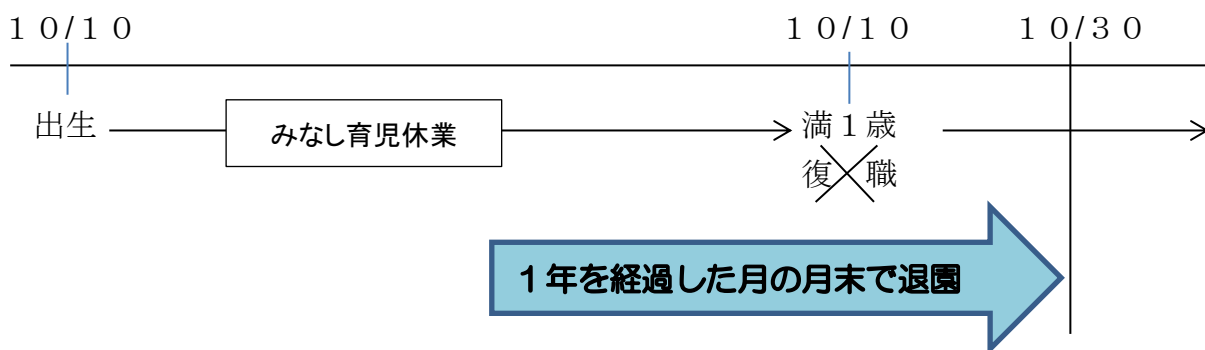 １０/１０ １０/１０ １０/３０
出生 みなし育児休業 満１歳
復職
１年を経過した月の月末で退園